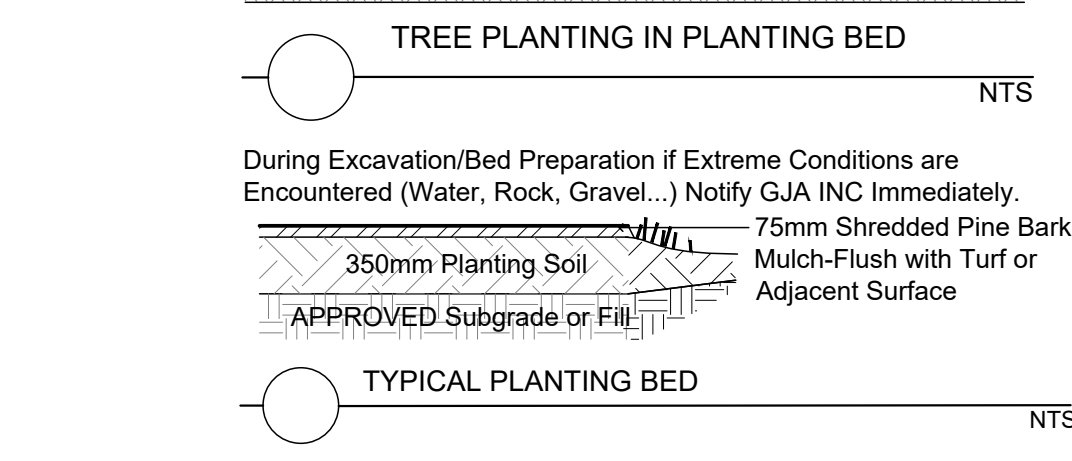 TREE PLANTING IN PLANTING BED
NTS
During Excavation/Bed Preparation if Extreme Conditions are
Encountered (Water, Rock, Gravel...) Notify GJA INC Immediately.
75mm Shredded Pine Bark
Mulch-Flush with Turf or
Adjacent Surface
350mm Planting Soil
APPROVED Subgrade or Fill
TYPICAL PLANTING BED
NTS